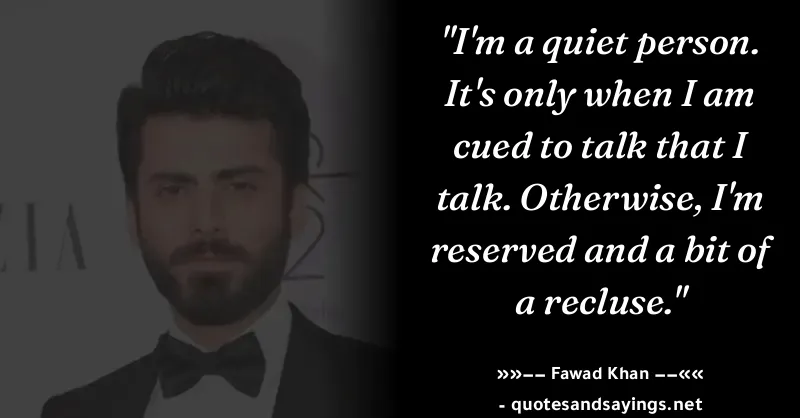 "I'm a quiet person.
It's only when I am
cued to talk that I
talk. Otherwise, I'm
reserved and a bit of
a recluse."
»»–– Fawad Khan ––««
- quotesandsayings.net
ZIA